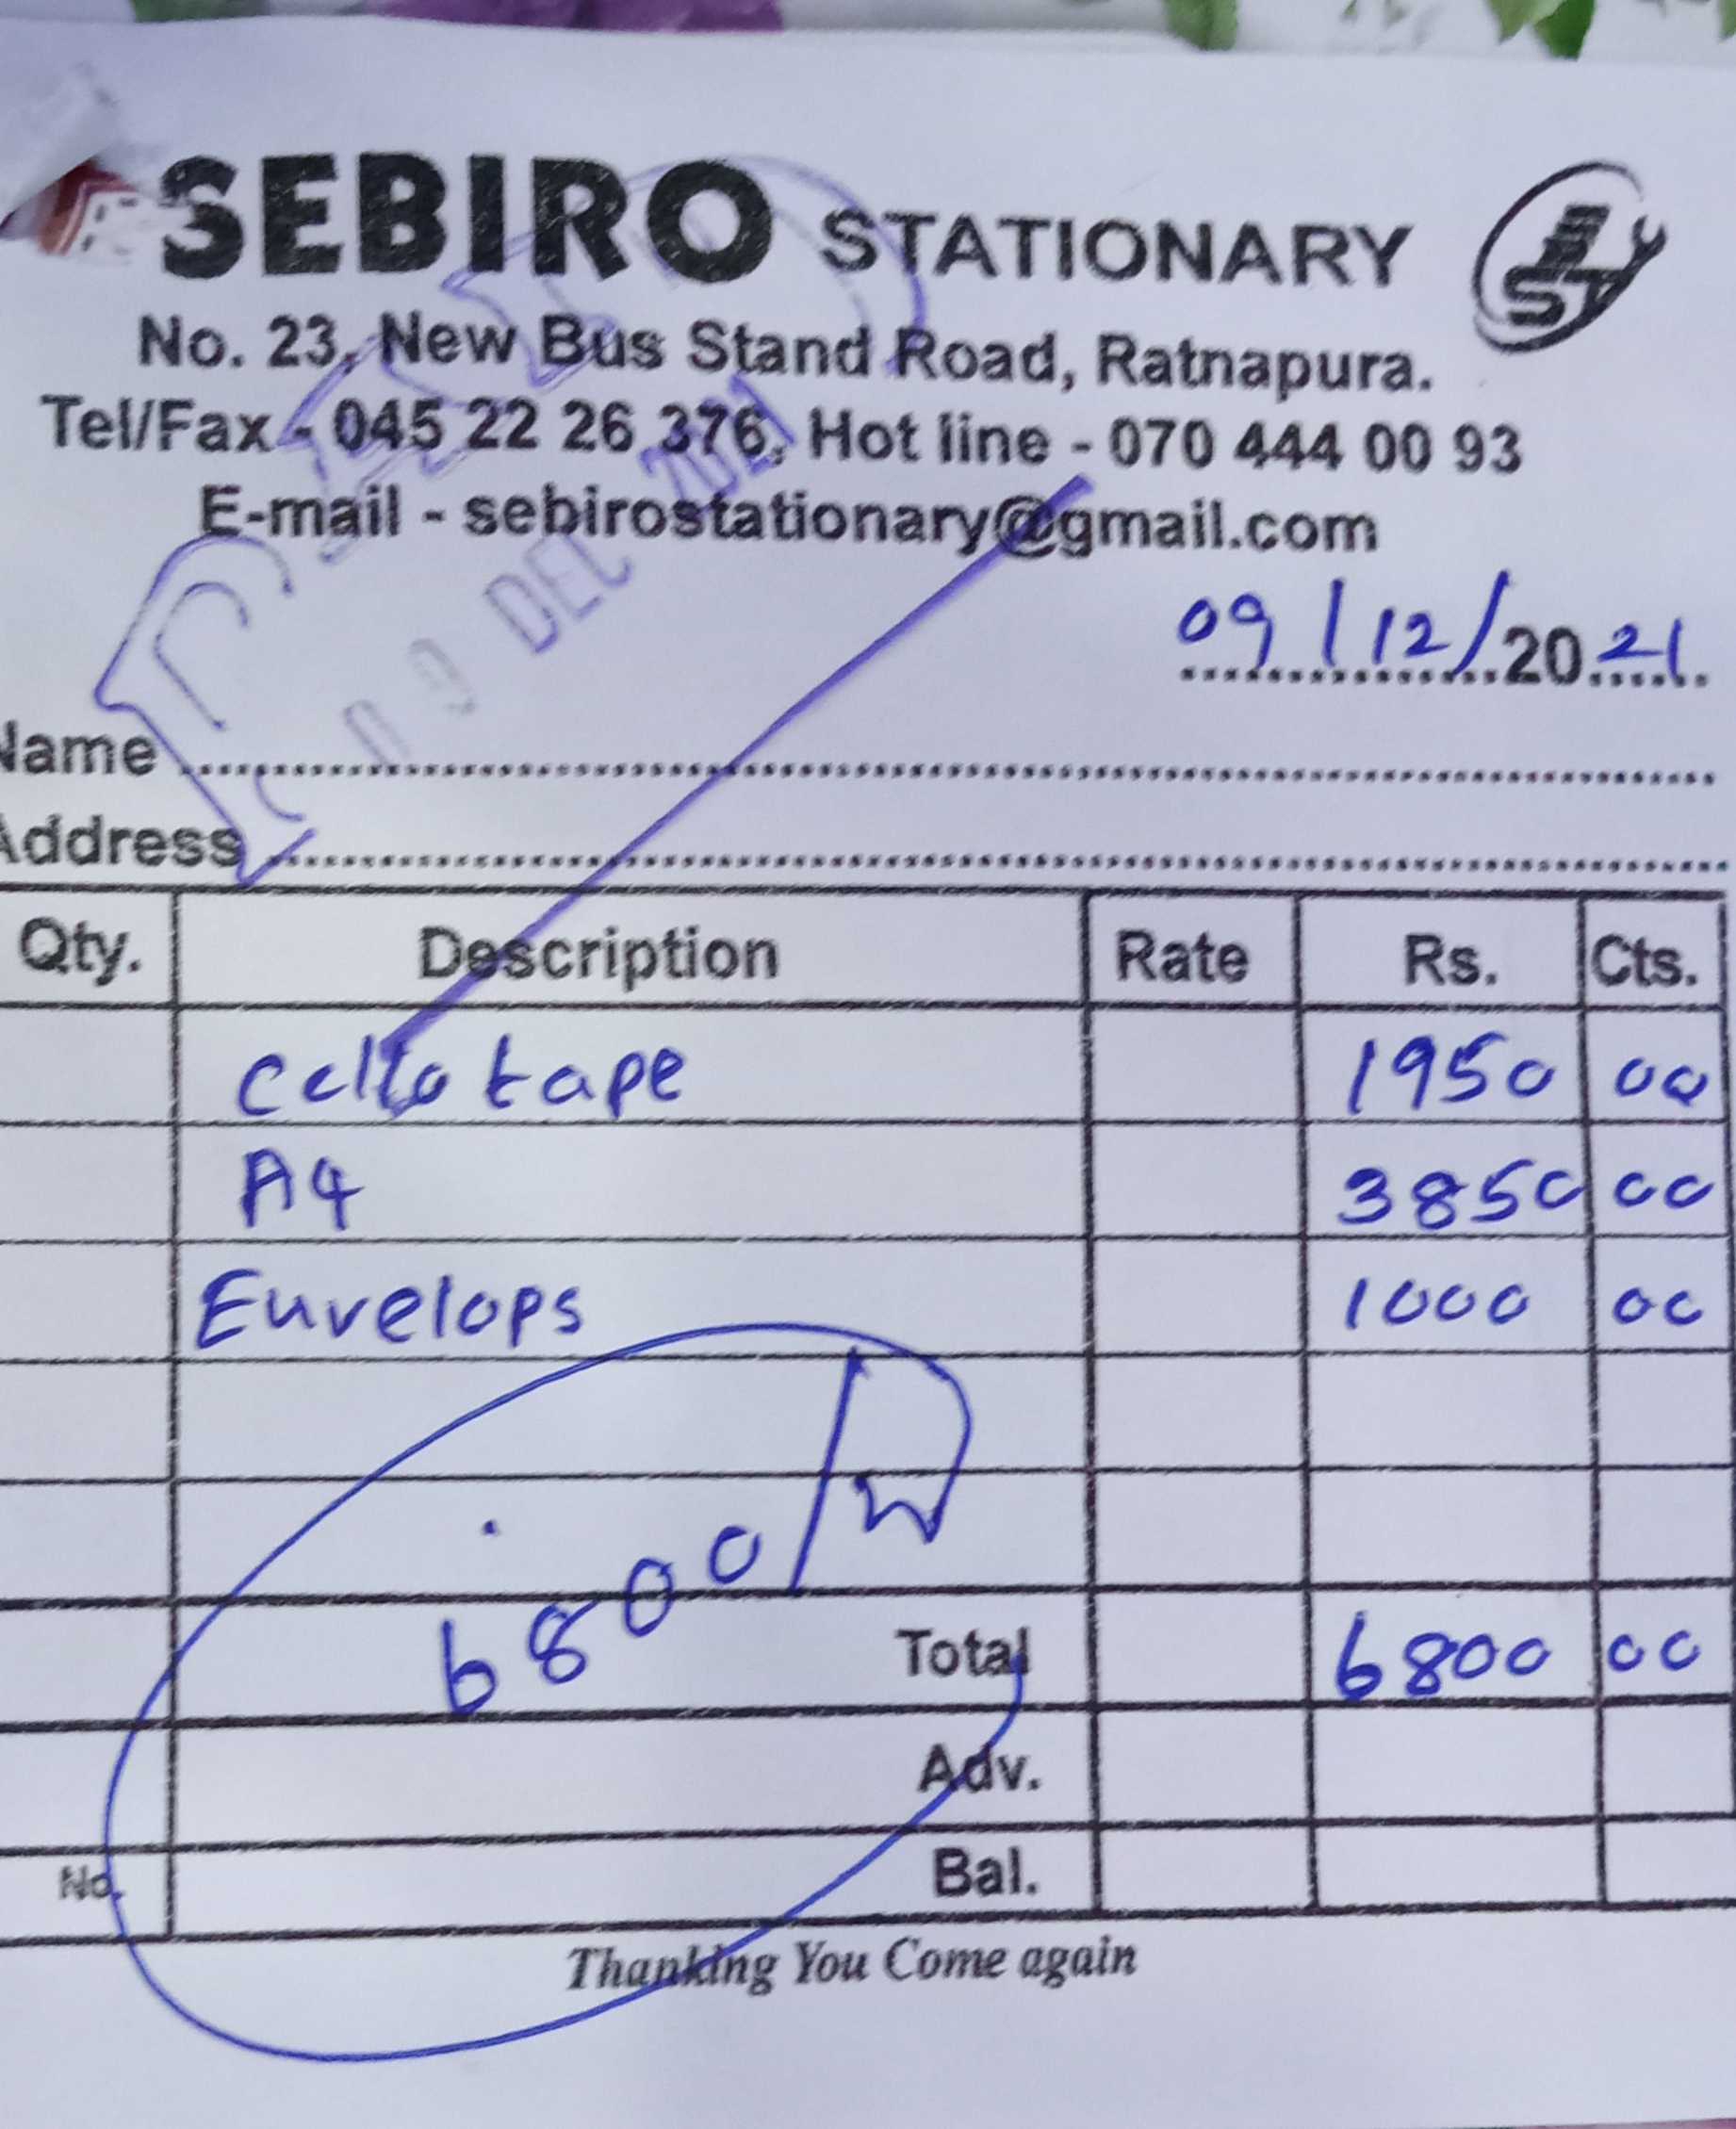 SEBIRO STATIONARY
No. 23, New Bus Stand Road, Ratnapura.
Tel/Fax - 045 22 26 376, Hot line - 070 444 00 93
E-mail - sebirostationary@gmail.com
09 DEC 2021
09/12/2021
Name
Address
Qty. Description Rate Rs. Cts.
Cello tape 1950 00
A4 3850 00
Envelops 1000 00
6800/
Total 6800 00
Adv.
Bal.
No.
Thanking You Come again